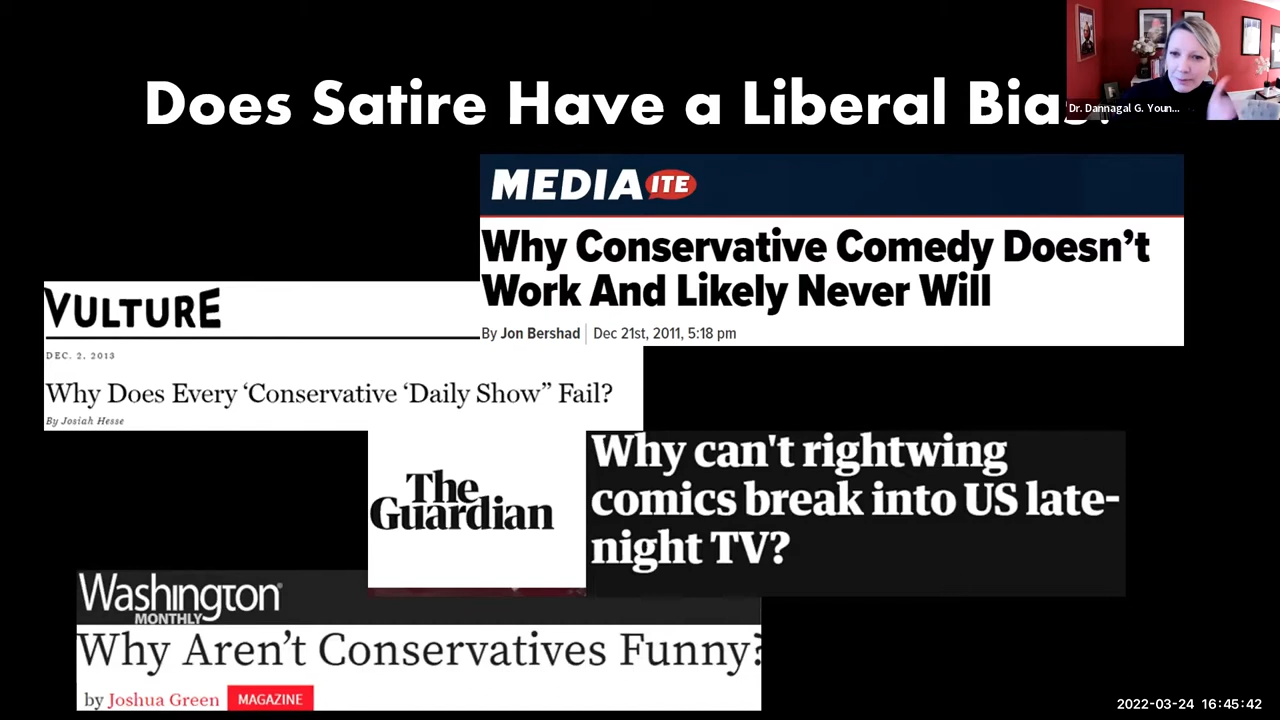 Does Satire Have a Liberal Bias?
Dr. Dannagal G. Youn...
MEDIAITE
Why Conservative Comedy Doesn’t
Work And Likely Never Will
By Jon Bershad | Dec 21st, 2011, 5:18 pm
VULTURE
DEC. 2, 2013
Why Does Every ‘Conservative ‘Daily Show” Fail?
By Josiah Hesse
The
Guardian
Why can't rightwing
comics break into US late-
night TV?
Washington
MONTHLY
Why Aren’t Conservatives Funny?
by Joshua Green MAGAZINE
2022-03-24 16:45:42